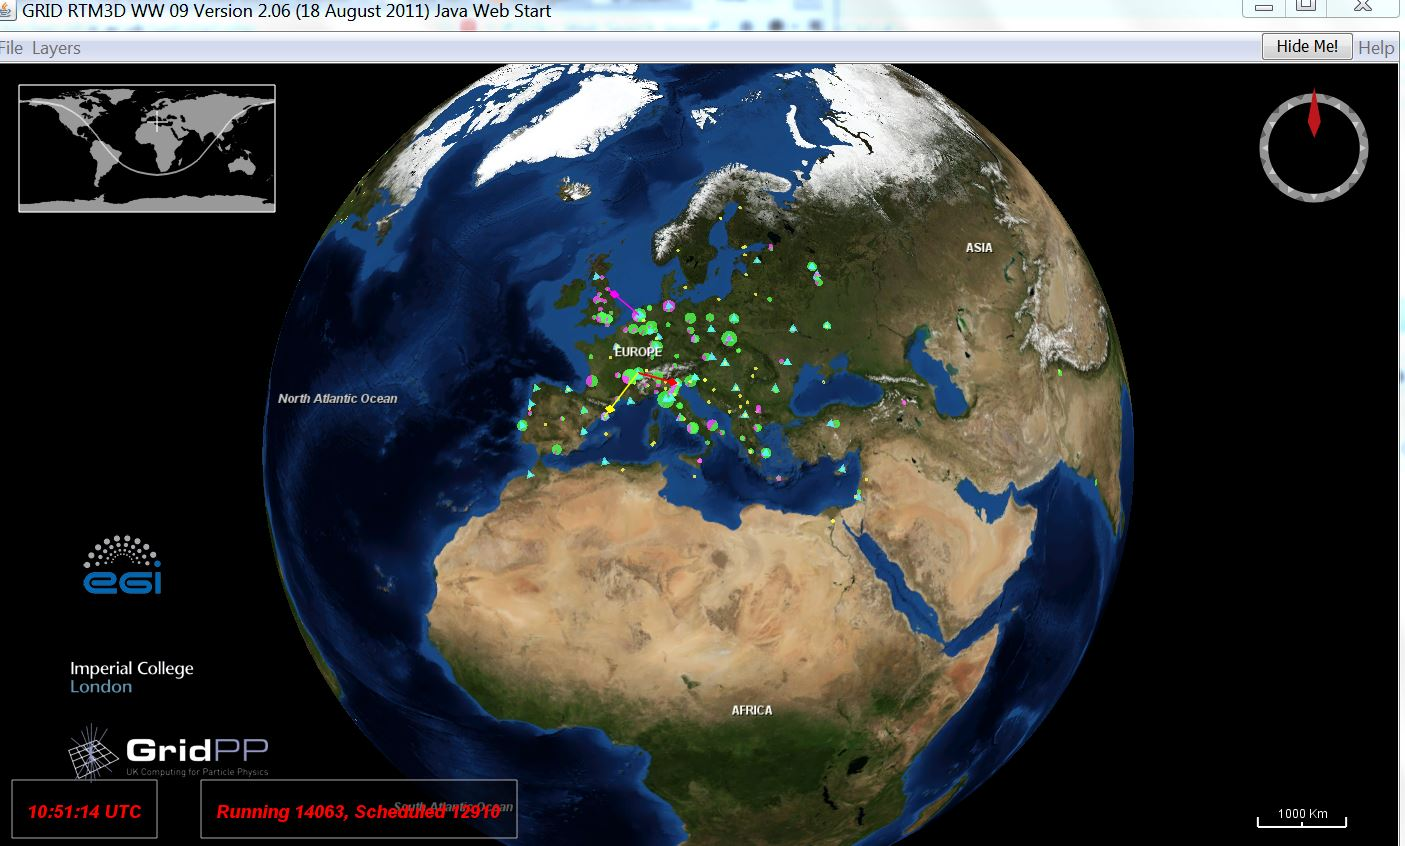 GRID RTM3D WW 09 Version 2.06 (18 August 2011) Java Web Start
File Layers
Hide Me! Help
ASIA
EUROPE
North Atlantic Ocean
egi
Imperial College
London
AFRICA
GridPP
UK Computing for Particle Physics
10:51:14 UTC
South Atlantic Ocean
Running 14063, Scheduled 12910
1000 Km